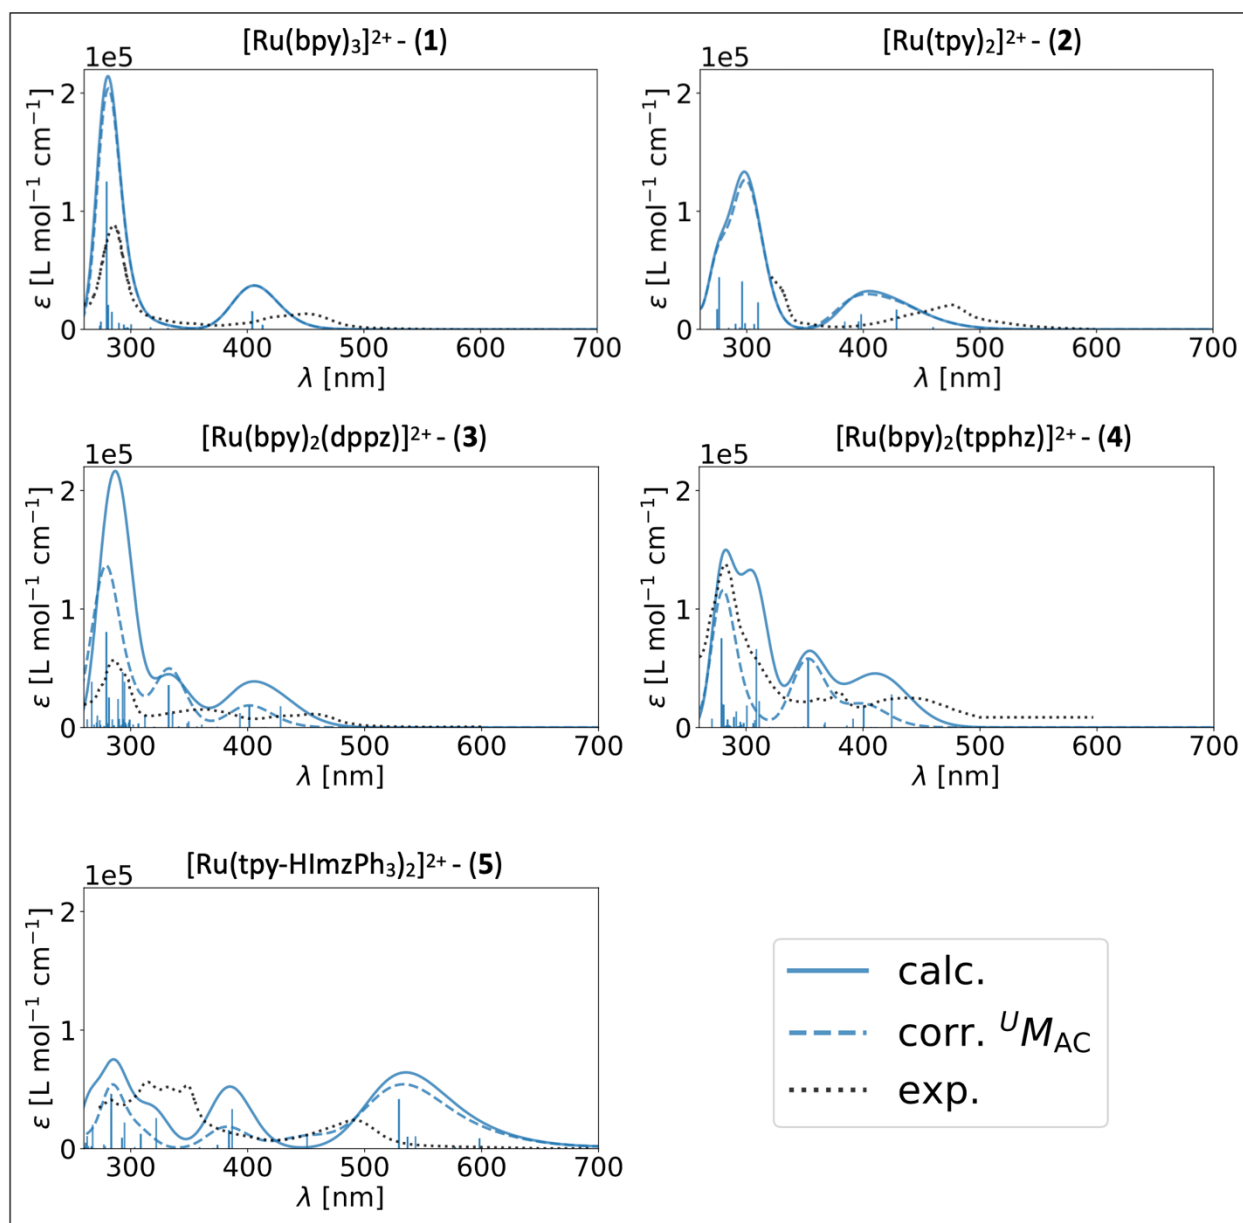 [Ru(bpy)₃]²⁺ - (1)
1e5
2
1
0
ε [L mol⁻¹ cm⁻¹]
300 400 500 600 700
λ [nm]
[Ru(tpy)₂]²⁺ - (2)
1e5
2
1
0
ε [L mol⁻¹ cm⁻¹]
300 400 500 600 700
λ [nm]
[Ru(bpy)₂(dppz)]²⁺ - (3)
1e5
2
1
0
ε [L mol⁻¹ cm⁻¹]
300 400 500 600 700
λ [nm]
[Ru(bpy)₂(tpphz)]²⁺ - (4)
1e5
2
1
0
ε [L mol⁻¹ cm⁻¹]
300 400 500 600 700
λ [nm]
[Ru(tpy-HImzPh₃)₂]²⁺ - (5)
1e5
2
1
0
ε [L mol⁻¹ cm⁻¹]
300 400 500 600 700
λ [nm]
calc.
corr. ᵁM_AC
exp.